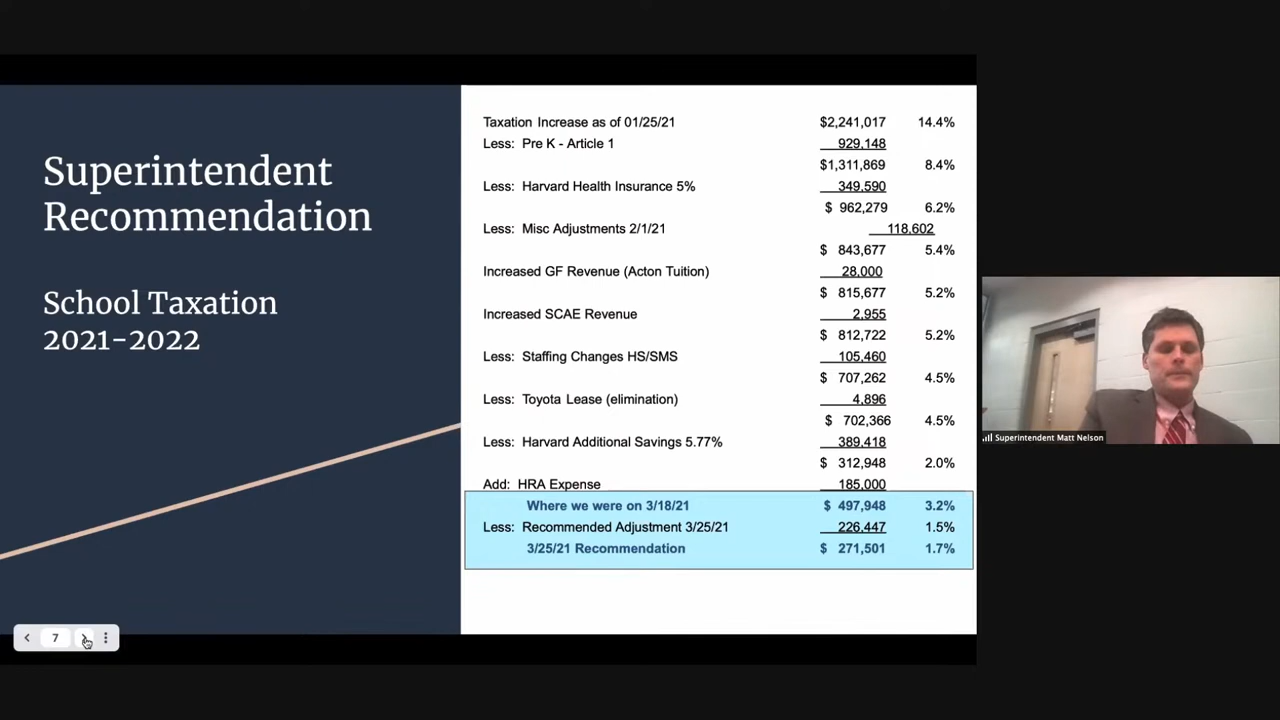 Superintendent
Recommendation
School Taxation
2021-2022
Taxation Increase as of 01/25/21 $2,241,017 14.4%
Less: Pre K - Article 1 929,148
$1,311,869 8.4%
Less: Harvard Health Insurance 5% 349,590
$ 962,279 6.2%
Less: Misc Adjustments 2/1/21 118,602
$ 843,677 5.4%
Increased GF Revenue (Acton Tuition) 28,000
$ 815,677 5.2%
Increased SCAE Revenue 2,955
$ 812,722 5.2%
Less: Staffing Changes HS/SMS 105,460
$ 707,262 4.5%
Less: Toyota Lease (elimination) 4,896
$ 702,366 4.5%
Less: Harvard Additional Savings 5.77% 389,418
$ 312,948 2.0%
Add: HRA Expense 185,000
Where we were on 3/18/21 $ 497,948 3.2%
Less: Recommended Adjustment 3/25/21 226,447 1.5%
3/25/21 Recommendation $ 271,501 1.7%
7
Superintendent Matt Nelson